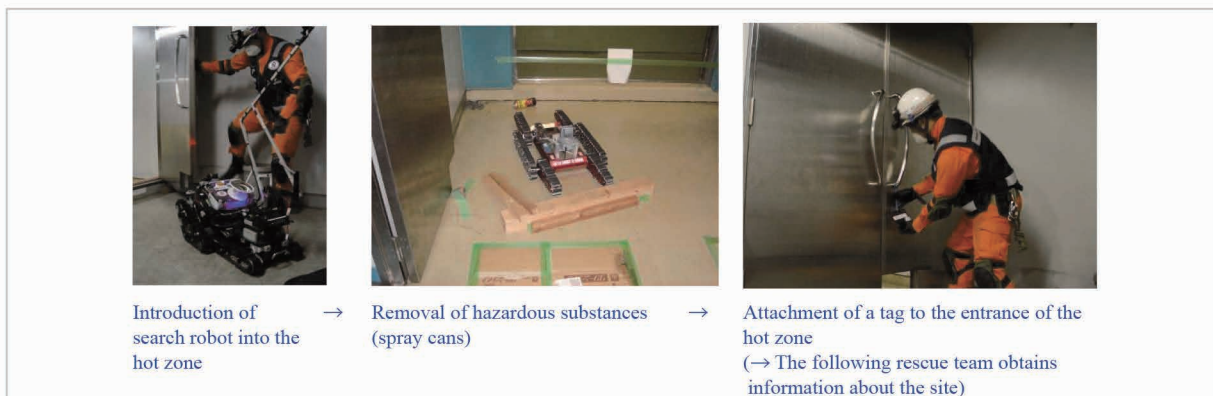 Introduction of
search robot into the
hot zone
→
Removal of hazardous substances
(spray cans)
→
Attachment of a tag to the entrance of the
hot zone
(→ The following rescue team obtains
information about the site)